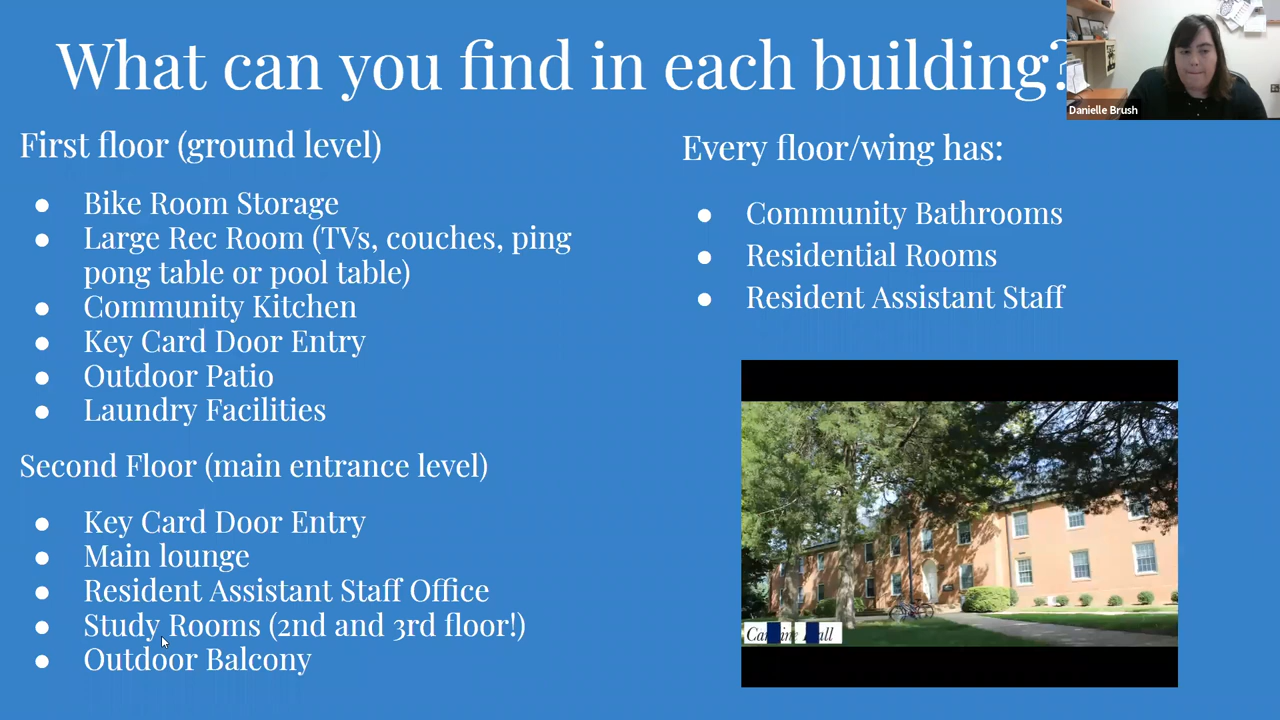 What can you find in each building?
Danielle Brush
First floor (ground level)
● Bike Room Storage
● Large Rec Room (TVs, couches, ping
pong table or pool table)
● Community Kitchen
● Key Card Door Entry
● Outdoor Patio
● Laundry Facilities
Second Floor (main entrance level)
● Key Card Door Entry
● Main lounge
● Resident Assistant Staff Office
● Study Rooms (2nd and 3rd floor!)
● Outdoor Balcony
Every floor/wing has:
● Community Bathrooms
● Residential Rooms
● Resident Assistant Staff